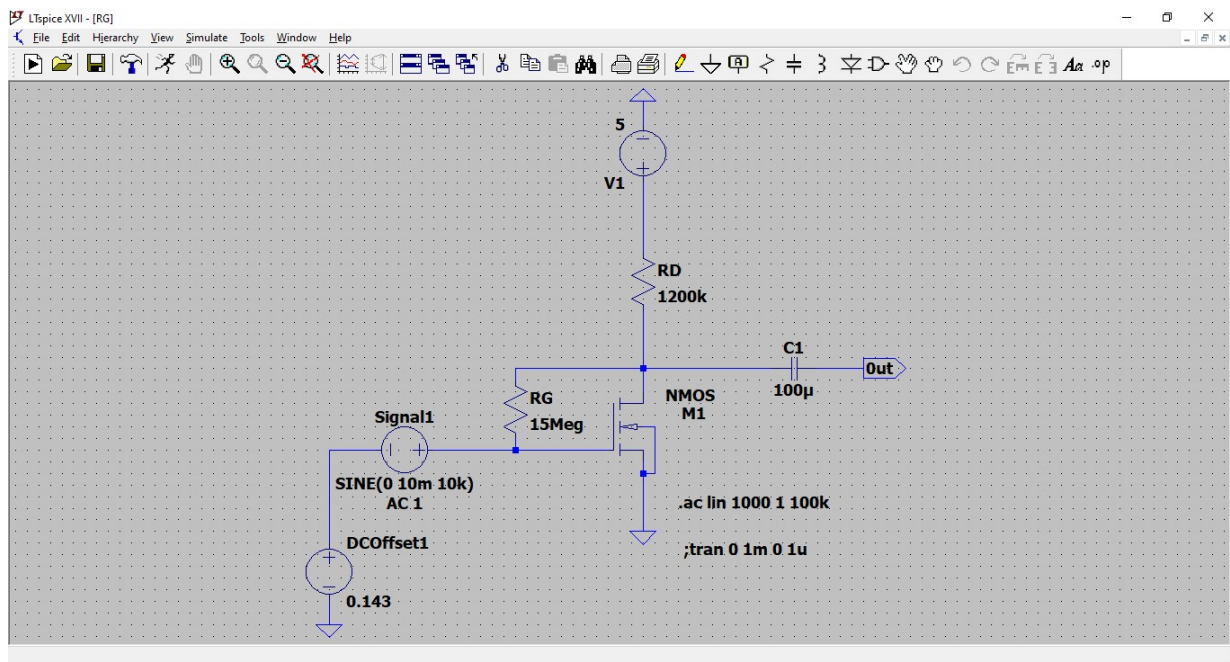 LTspice XVII - [RG]
File Edit Hierarchy View Simulate Tools Window Help
5
V1
RD
1200k
C1
100µ
0ut
RG
15Meg
NMOS
M1
Signal1
SINE(0 10m 10k)
AC 1
.ac lin 1000 1 100k
DCOffset1
;tran 0 1m 0 1u
0.143